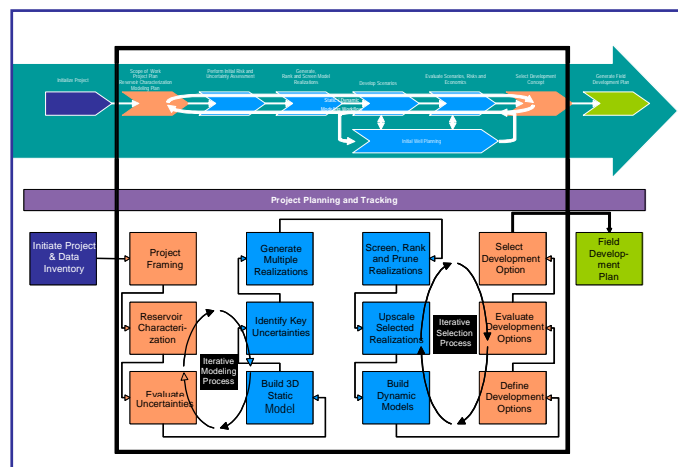 Initiate Project
Scope of Work
Project Plan
Reservoir Characterization
Modeling Plan
Perform Initial Risk and
Uncertainty Assessment
Generate,
Rank and Screen Model
Realizations
Develop Scenarios
Evaluate Scenarios, Risks and
Economics
Select Development
Concept
Generate Field
Development Plan
Static / Dynamic
Modeling Workflow
Initial Well Planning
Project Planning and Tracking
Initiate Project
& Data
Inventory
Project
Framing
Reservoir
Characteri-
zation
Evaluate
Uncertainties
Generate
Multiple
Realizations
Identify Key
Uncertainties
Build 3D
Static
Model
Iterative
Modeling
Process
Screen, Rank
and Prune
Realizations
Upscale
Selected
Realizations
Build
Dynamic
Models
Iterative
Selection
Process
Select
Development
Option
Evaluate
Development
Options
Define
Development
Options
Field
Develop-
ment
Plan